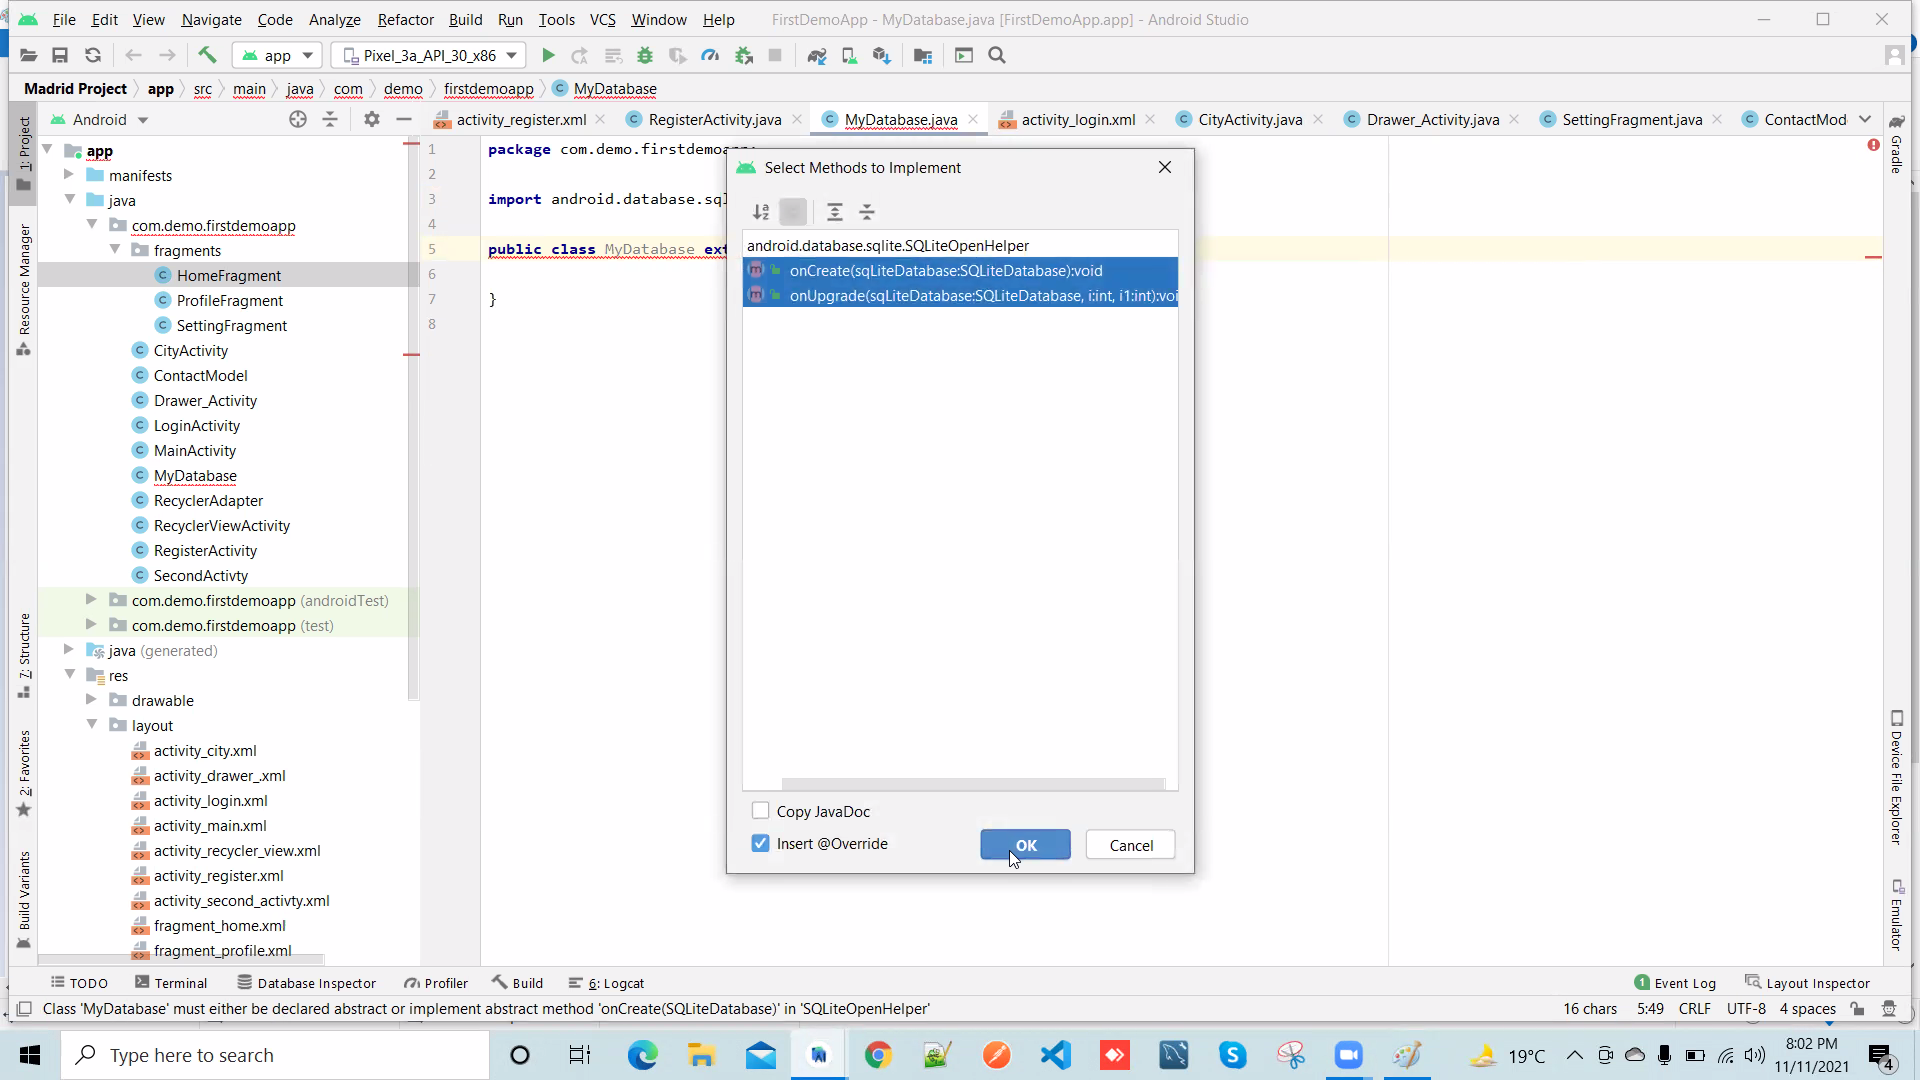 File Edit View Navigate Code Analyze Refactor Build Run Tools VCS Window Help FirstDemoApp - MyDatabase.java [FirstDemoApp.app] - Android Studio
app Pixel_3a_API_30_x86
Madrid Project app src main java com demo firstdemoapp MyDatabase
Android activity_register.xml RegisterActivity.java MyDatabase.java activity_login.xml CityActivity.java Drawer_Activity.java SettingFragment.java ContactMod
1: Project
Resource Manager
7: Structure
2: Favorites
Build Variants
app
manifests
java
com.demo.firstdemoapp
fragments
HomeFragment
ProfileFragment
SettingFragment
CityActivity
ContactModel
Drawer_Activity
LoginActivity
MainActivity
MyDatabase
RecyclerAdapter
RecyclerViewActivity
RegisterActivity
SecondActivty
com.demo.firstdemoapp (androidTest)
com.demo.firstdemoapp (test)
java (generated)
res
drawable
layout
activity_city.xml
activity_drawer_.xml
activity_login.xml
activity_main.xml
activity_recycler_view.xml
activity_register.xml
activity_second_activty.xml
fragment_home.xml
fragment_profile.xml
1 package com.demo.firstdemoapp;
2
3 import android.database.sql
4
5 public class MyDatabase ext
6
7 }
8
Select Methods to Implement
android.database.sqlite.SQLiteOpenHelper
onCreate(sqLiteDatabase:SQLiteDatabase):void
onUpgrade(sqLiteDatabase:SQLiteDatabase, i:int, i1:int):voi
Copy JavaDoc
Insert @Override
OK Cancel
Gradle
Device File Explorer
Emulator
TODO Terminal Database Inspector Profiler Build 6: Logcat 1 Event Log Layout Inspector
Class 'MyDatabase' must either be declared abstract or implement abstract method 'onCreate(SQLiteDatabase)' in 'SQLiteOpenHelper' 16 chars 5:49 CRLF UTF-8 4 spaces
Type here to search 19°C 8:02 PM
11/11/2021 4